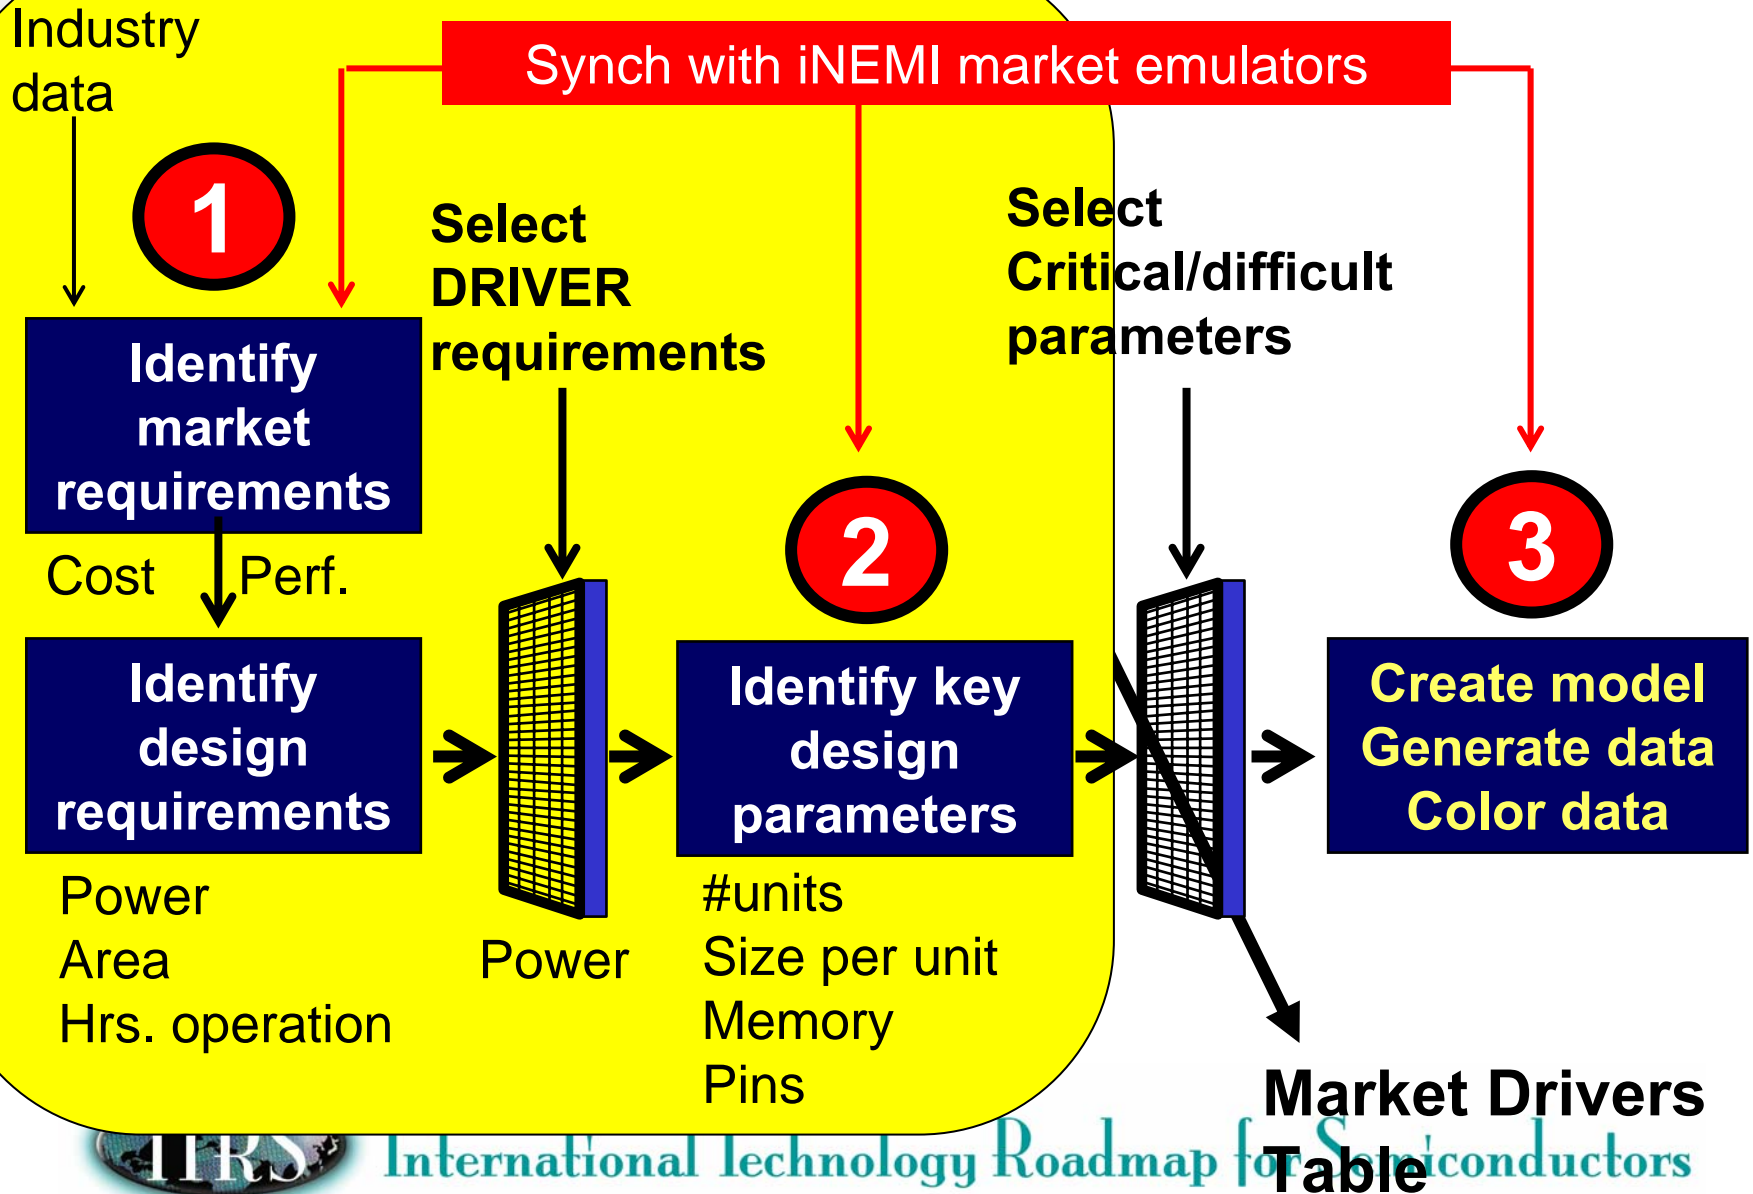 Industry
data
Synch with iNEMI market emulators
1
Select
DRIVER
requirements
Select
Critical/difficult
parameters
Identify
market
requirements
Cost
Perf.
2
3
Identify
design
requirements
Identify key
design
parameters
Create model
Generate data
Color data
Power
Area
Hrs. operation
Power
#units
Size per unit
Memory
Pins
Market Drivers
Table
ITRS
International Technology Roadmap for Semiconductors